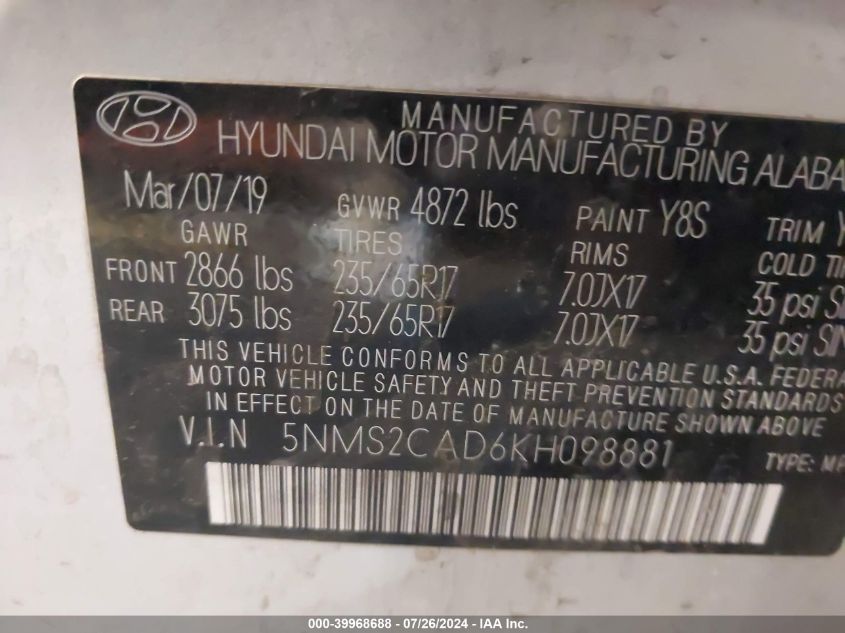 MANUFACTURED BY
HYUNDAI MOTOR MANUFACTURING ALABA
Mar/07/19 GVWR 4872 lbs PAINT Y8S TRIM Y
GAWR TIRES RIMS COLD TI
FRONT 2866 lbs 235/65R17 7.0JX17 35 psi SI
REAR 3075 lbs 235/65R17 7.0JX17 35 psi SIN
THIS VEHICLE CONFORMS TO ALL APPLICABLE U.S.A. FEDERA
MOTOR VEHICLE SAFETY AND THEFT PREVENTION STANDARDS
IN EFFECT ON THE DATE OF MANUFACTURE SHOWN ABOVE
V.I.N 5NMS2CAD6KH098881 TYPE: MP
000-39968688 / 07/26/2024 - IAA, Inc.